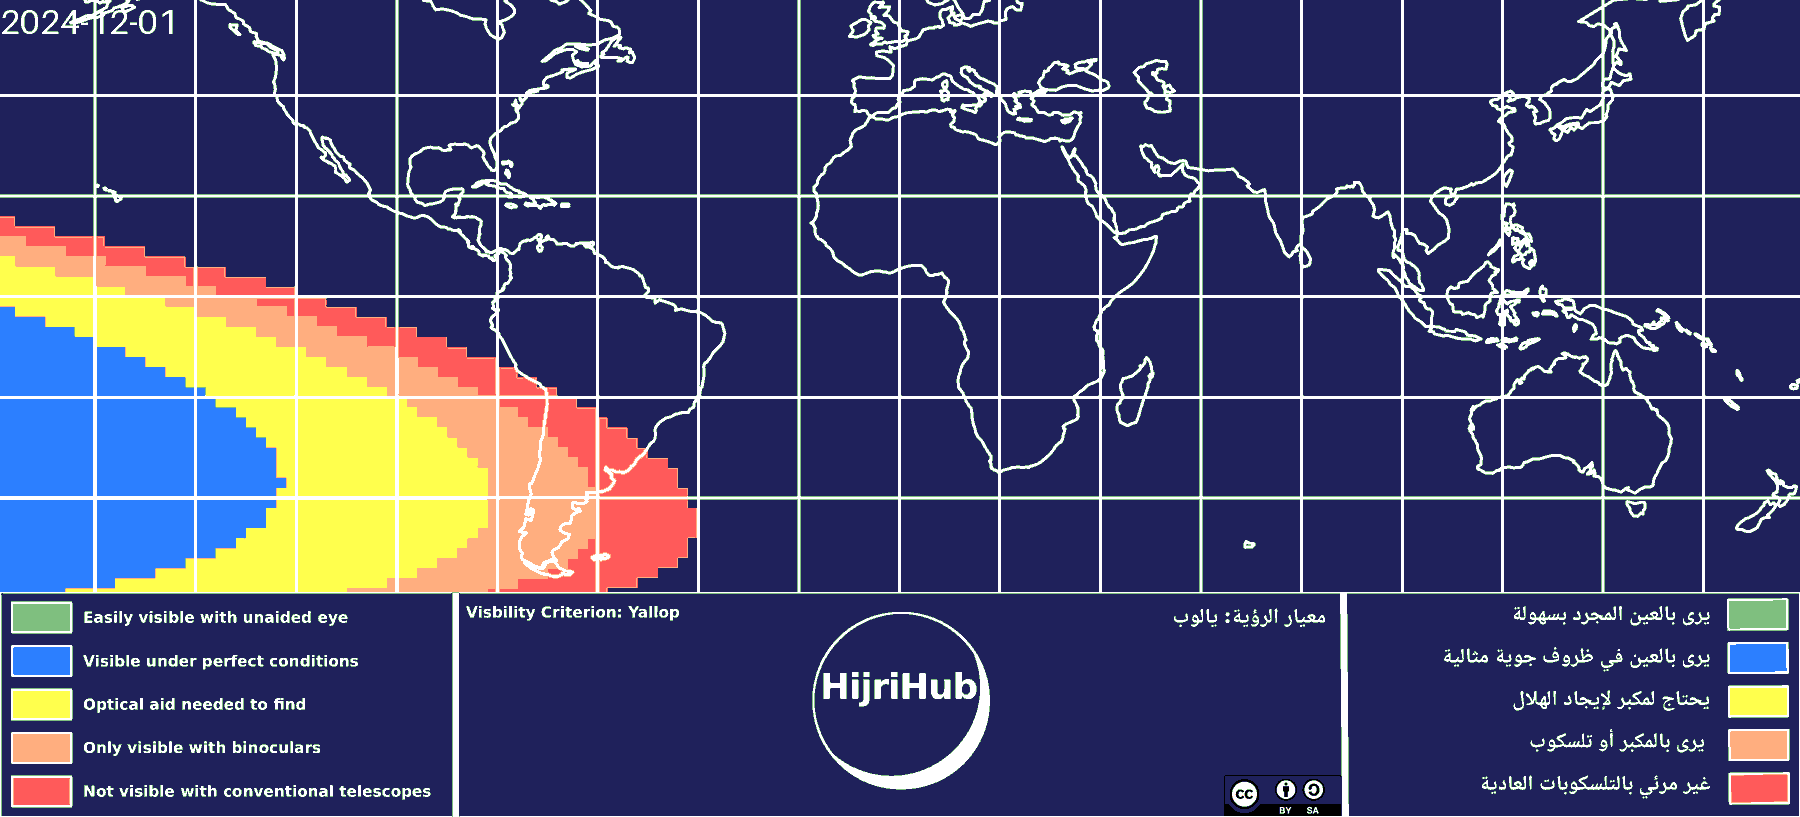 2024-12-01
Easily visible with unaided eye
Visible under perfect conditions
Optical aid needed to find
Only visible with binoculars
Not visible with conventional telescopes
Visbility Criterion: Yallop
معيار الرؤية: يالوب
HijriHub
cc
BY SA
يرى بالعين المجرد بسهولة
يرى بالعين في ظروف جوية مثالية
يحتاج لمكبر لإيجاد الهلال
يرى بالمكبر أو تلسكوب
غير مرئي بالتلسكوبات العادية